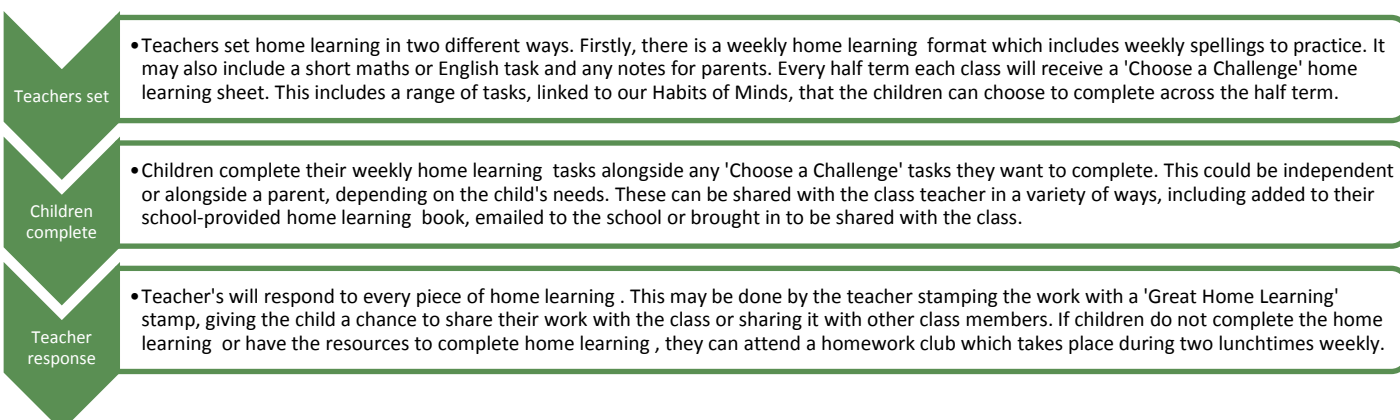 Teachers set
•Teachers set home learning in two different ways. Firstly, there is a weekly home learning  format which includes weekly spellings to practice. It
may also include a short maths or English task and any notes for parents. Every half term each class will receive a 'Choose a Challenge' home
learning sheet. This includes a range of tasks, linked to our Habits of Minds, that the children can choose to complete across the half term.
Children
complete
•Children complete their weekly home learning  tasks alongside any 'Choose a Challenge' tasks they want to complete. This could be independent
or alongside a parent, depending on the child's needs. These can be shared with the class teacher in a variety of ways, including added to their
school-provided home learning  book, emailed to the school or brought in to be shared with the class.
Teacher
response
•Teacher's will respond to every piece of home learning . This may be done by the teacher stamping the work with a 'Great Home Learning'
stamp, giving the child a chance to share their work with the class or sharing it with other class members. If children do not complete the home
learning  or have the resources to complete home learning , they can attend a homework club which takes place during two lunchtimes weekly.